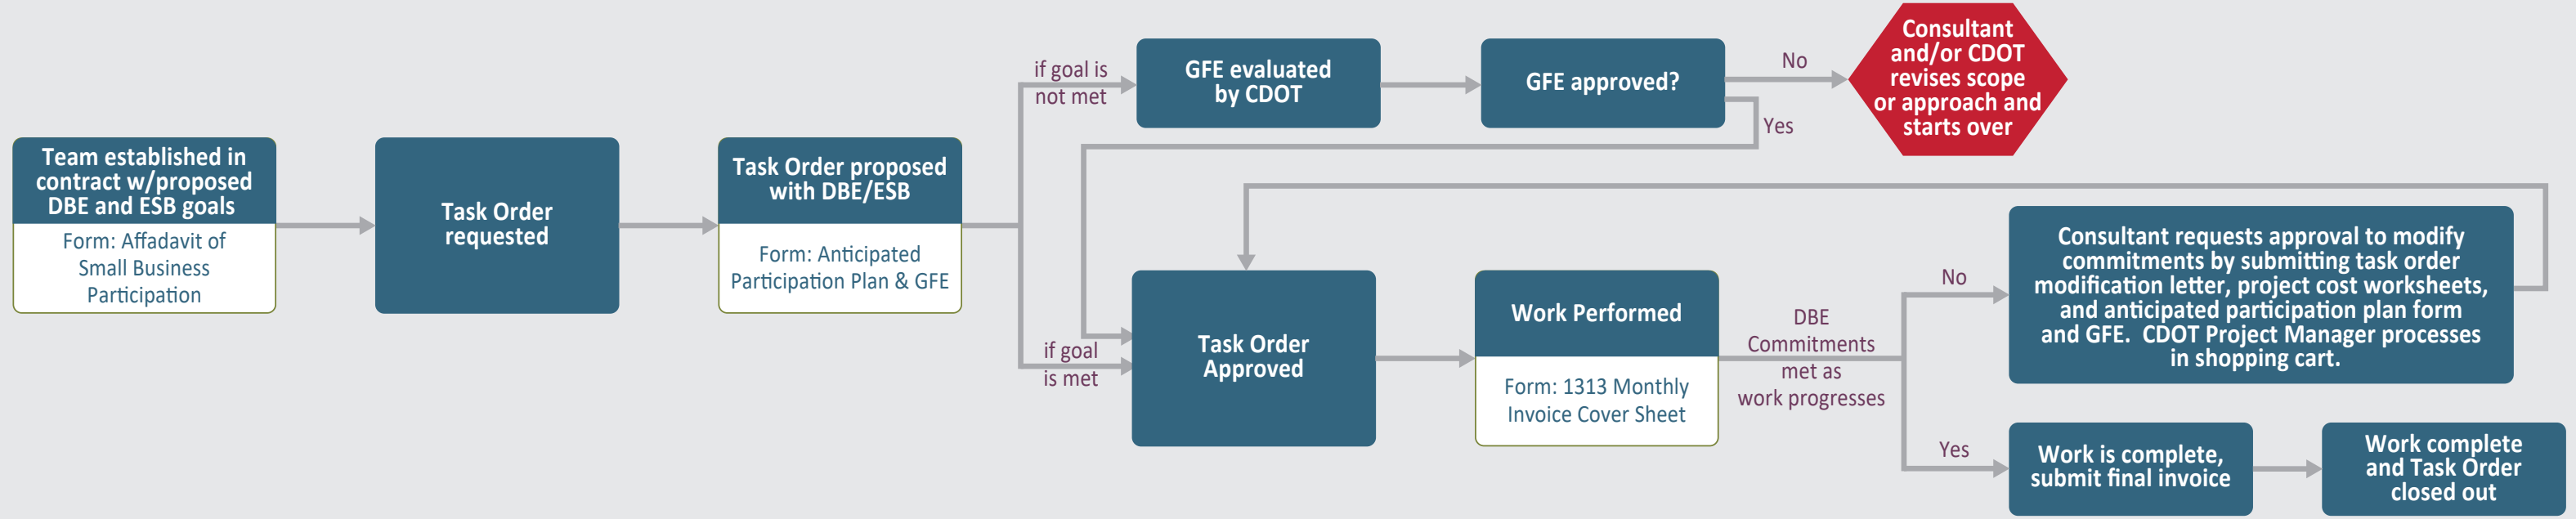 Team established in
contract w/proposed
DBE and ESB goals
Form: Affadavit of
Small Business
Participation
Task Order
requested
Task Order proposed
with DBE/ESB
Form: Anticipated
Participation Plan & GFE
if goal is
not met
GFE evaluated
by CDOT
GFE approved?
No
Consultant
and/or CDOT
revises scope
or approach and
starts over
Yes
if goal
is met
Task Order
Approved
Work Performed
Form: 1313 Monthly
Invoice Cover Sheet
DBE
Commitments
met as
work progresses
No
Consultant requests approval to modify
commitments by submitting task order
modification letter, project cost worksheets,
and anticipated participation plan form
and GFE.  CDOT Project Manager processes
in shopping cart.
Yes
Work is complete,
submit final invoice
Work complete
and Task Order
closed out